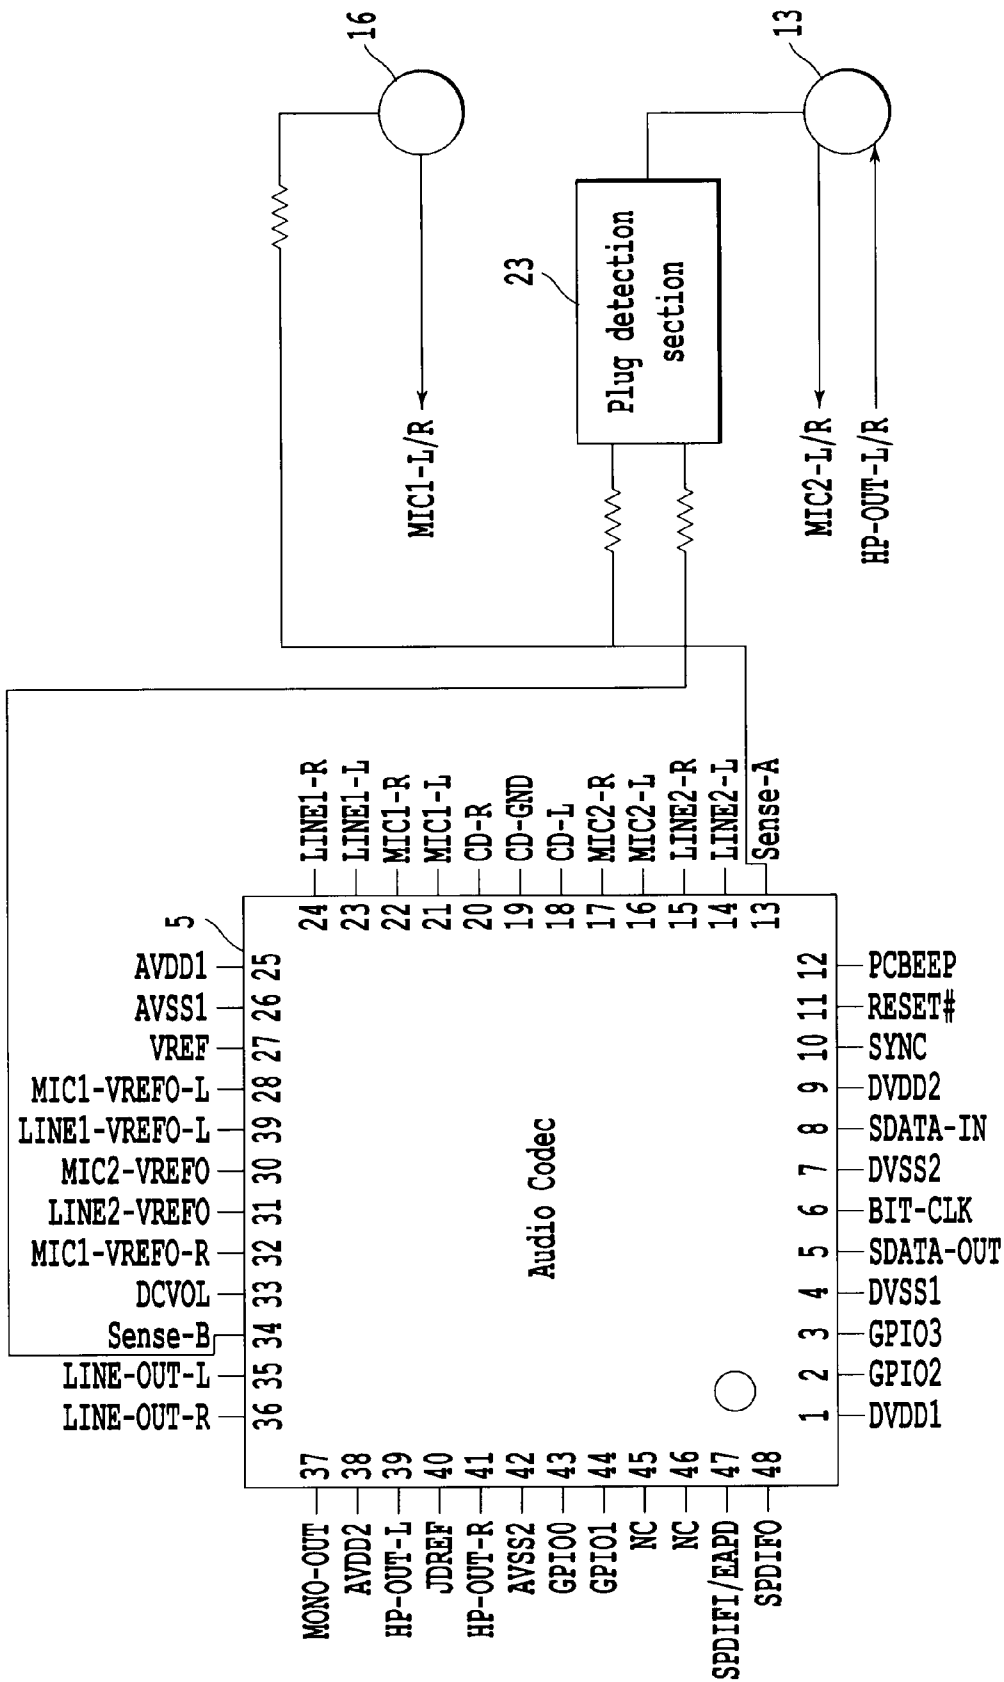 5
Audio Codec
1 DVDD1
2 GPIO2
3 GPIO3
4 DVSS1
5 SDATA-OUT
6 BIT-CLK
7 DVSS2
8 SDATA-IN
9 DVDD2
10 SYNC
11 RESET#
12 PCBEEP
13 Sense-A
14 LINE2-L
15 LINE2-R
16 MIC2-L
17 MIC2-R
18 CD-L
19 CD-GND
20 CD-R
21 MIC1-L
22 MIC1-R
23 LINE1-L
24 LINE1-R
25 AVDD1
26 AVSS1
27 VREF
28 MIC1-VREFO-L
39 LINE1-VREFO-L
30 MIC2-VREFO
31 LINE2-VREFO
32 MIC1-VREFO-R
33 DCVOL
34 Sense-B
35 LINE-OUT-L
36 LINE-OUT-R
37 MONO-OUT
38 AVDD2
39 HP-OUT-L
40 JDREF
41 HP-OUT-R
42 AVSS2
43 GPIO0
44 GPIO1
45 NC
46 NC
47 SPDIFI/EAPD
48 SPDIFO
16
MIC1-L/R
23
Plug detection
section
13
MIC2-L/R
HP-OUT-L/R